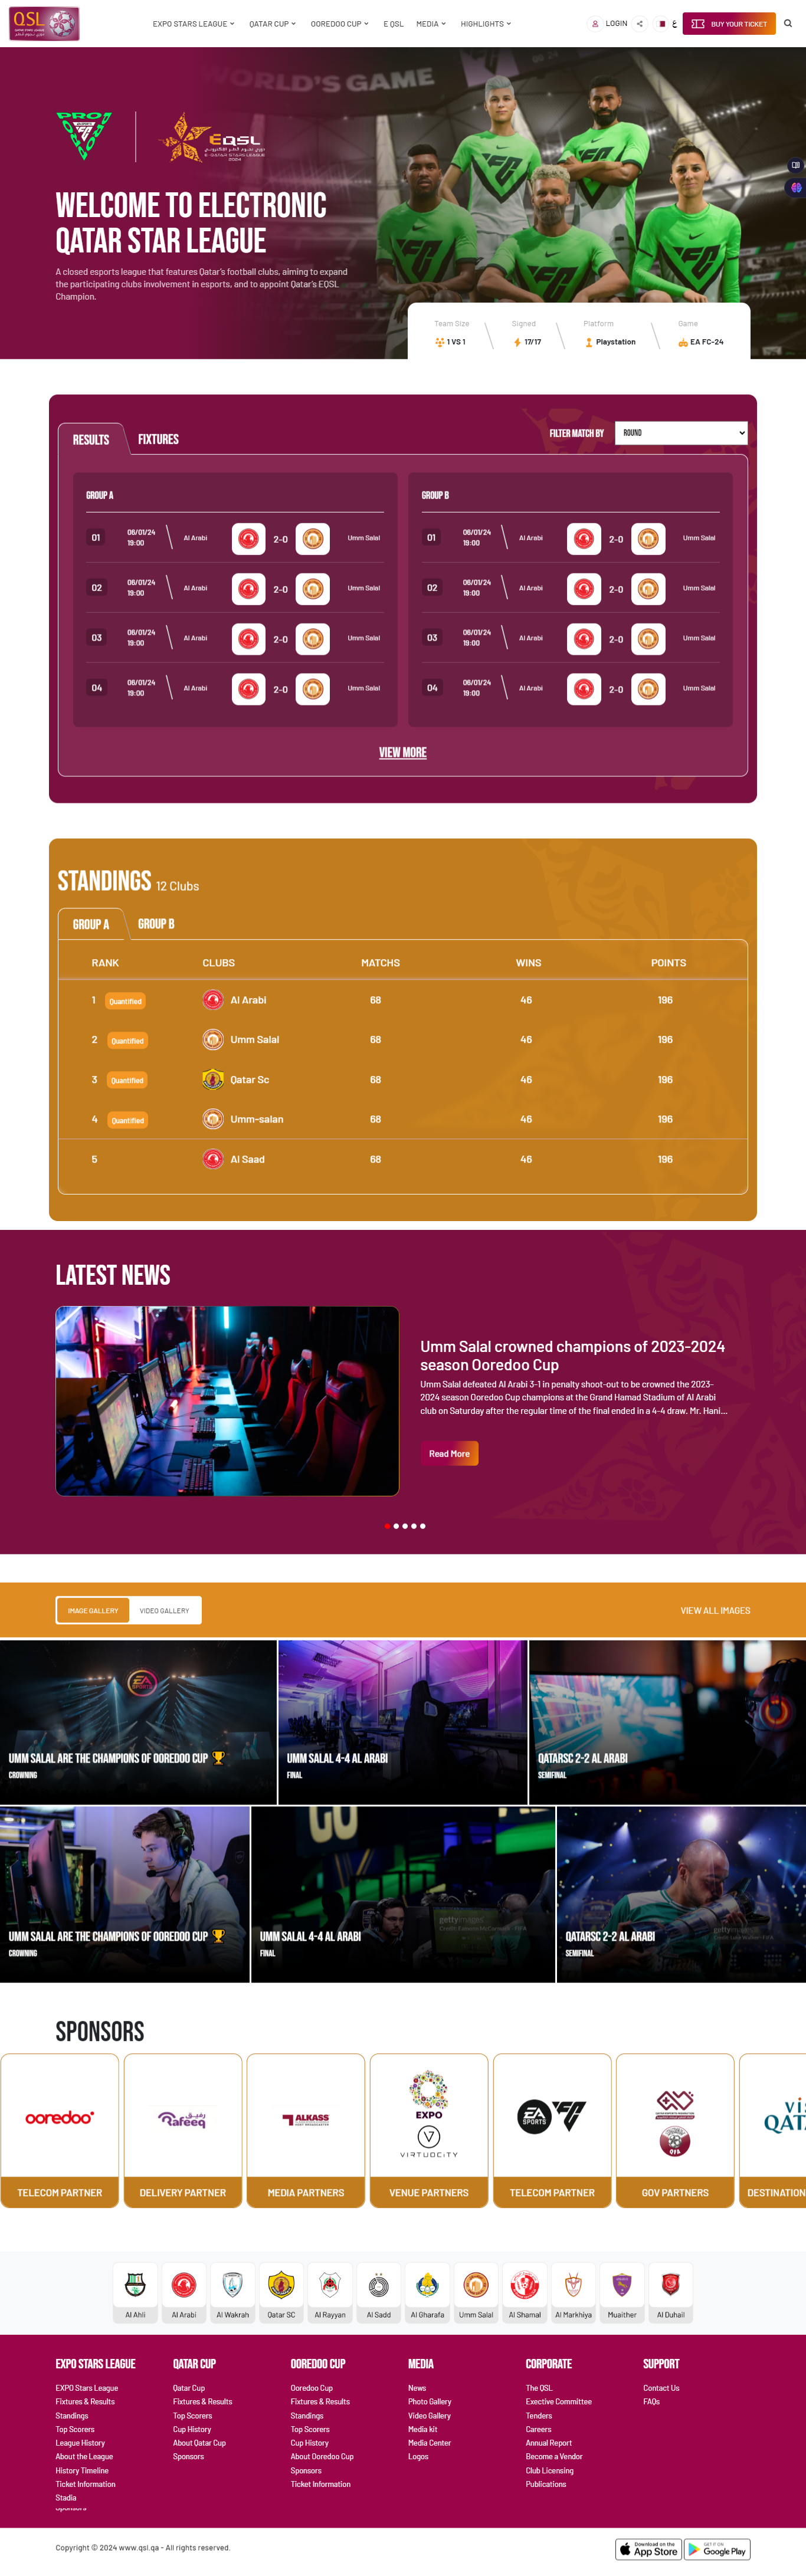 QSL
EXPO STARS LEAGUE
QATAR CUP
OOREDOO CUP
E QSL
MEDIA
HIGHLIGHTS
LOGIN
ع
BUY YOUR TICKET
WORLD'S GAME
PRO
EQSL
2024
WELCOME TO ELECTRONIC
QATAR STAR LEAGUE
A closed esports league that features Qatar's football clubs, aiming to expand
the participating clubs involvement in esports, and to appoint Qatar's EQSL
Champion.
Team Size
1 VS 1
Signed
17/17
Platform
Playstation
Game
EA FC-24
RESULTS
FIXTURES
FILTER MATCH BY
ROUND
GROUP A
01 06/01/24 19:00 Al Arabi 2-0 Umm Salal
02 06/01/24 19:00 Al Arabi 2-0 Umm Salal
03 06/01/24 19:00 Al Arabi 2-0 Umm Salal
04 06/01/24 19:00 Al Arabi 2-0 Umm Salal
GROUP B
01 06/01/24 19:00 Al Arabi 2-0 Umm Salal
02 06/01/24 19:00 Al Arabi 2-0 Umm Salal
03 06/01/24 19:00 Al Arabi 2-0 Umm Salal
04 06/01/24 19:00 Al Arabi 2-0 Umm Salal
VIEW MORE
STANDINGS 12 Clubs
GROUP A
GROUP B
RANK CLUBS MATCHS WINS POINTS
1 Quantified Al Arabi 68 46 196
2 Quantified Umm Salal 68 46 196
3 Quantified Qatar Sc 68 46 196
4 Quantified Umm-salan 68 46 196
5 Al Saad 68 46 196
LATEST NEWS
Umm Salal crowned champions of 2023-2024
season Ooredoo Cup
Umm Salal defeated Al Arabi 3-1 in penalty shoot-out to be crowned the 2023-
2024 season Ooredoo Cup champions at the Grand Hamad Stadium of Al Arabi
club on Saturday after the regular time of the final ended in a 4-4 draw. Mr. Hani...
Read More
IMAGE GALLERY
VIDEO GALLERY
VIEW ALL IMAGES
EA SPORTS
UMM SALAL ARE THE CHAMPIONS OF OOREDOO CUP 🏆
CROWNING
UMM SALAL 4-4 AL ARABI
FINAL
QATARSC 2-2 AL ARABI
SEMIFINAL
UMM SALAL ARE THE CHAMPIONS OF OOREDOO CUP 🏆
CROWNING
GO
gettyimages
UMM SALAL 4-4 AL ARABI
FINAL
gettyimages
QATARSC 2-2 AL ARABI
SEMIFINAL
SPONSORS
ooredoo
TELECOM PARTNER
رفيق
Rafeeq
DELIVERY PARTNER
ALKASS
MEDIA PARTNERS
EXPO
VIRTUOCITY
VENUE PARTNERS
EA SPORTS
TELECOM PARTNER
QFA
GOV PARTNERS
DESTINATION
Al Ahli
Al Arabi
Al Wakrah
Qatar SC
Al Rayyan
Al Sadd
Al Gharafa
Umm Salal
Al Shamal
Al Markhiya
Muaither
Al Duhail
EXPO STARS LEAGUE
EXPO Stars League
Fixtures & Results
Standings
Top Scorers
League History
About the League
History Timeline
Ticket Information
Stadia
Sponsors
QATAR CUP
Qatar Cup
Fixtures & Results
Top Scorers
Cup History
About Qatar Cup
Sponsors
OOREDOO CUP
Ooredoo Cup
Fixtures & Results
Standings
Top Scorers
Cup History
About Ooredoo Cup
Sponsors
Ticket Information
MEDIA
News
Photo Gallery
Video Gallery
Media kit
Media Center
Logos
CORPORATE
The QSL
Exective Committee
Tenders
Careers
Annual Report
Become a Vendor
Club Licensing
Publications
SUPPORT
Contact Us
FAQs
Copyright © 2024 www.qsl.qa - All rights reserved.
Download on the
App Store
GET IT ON
Google Play